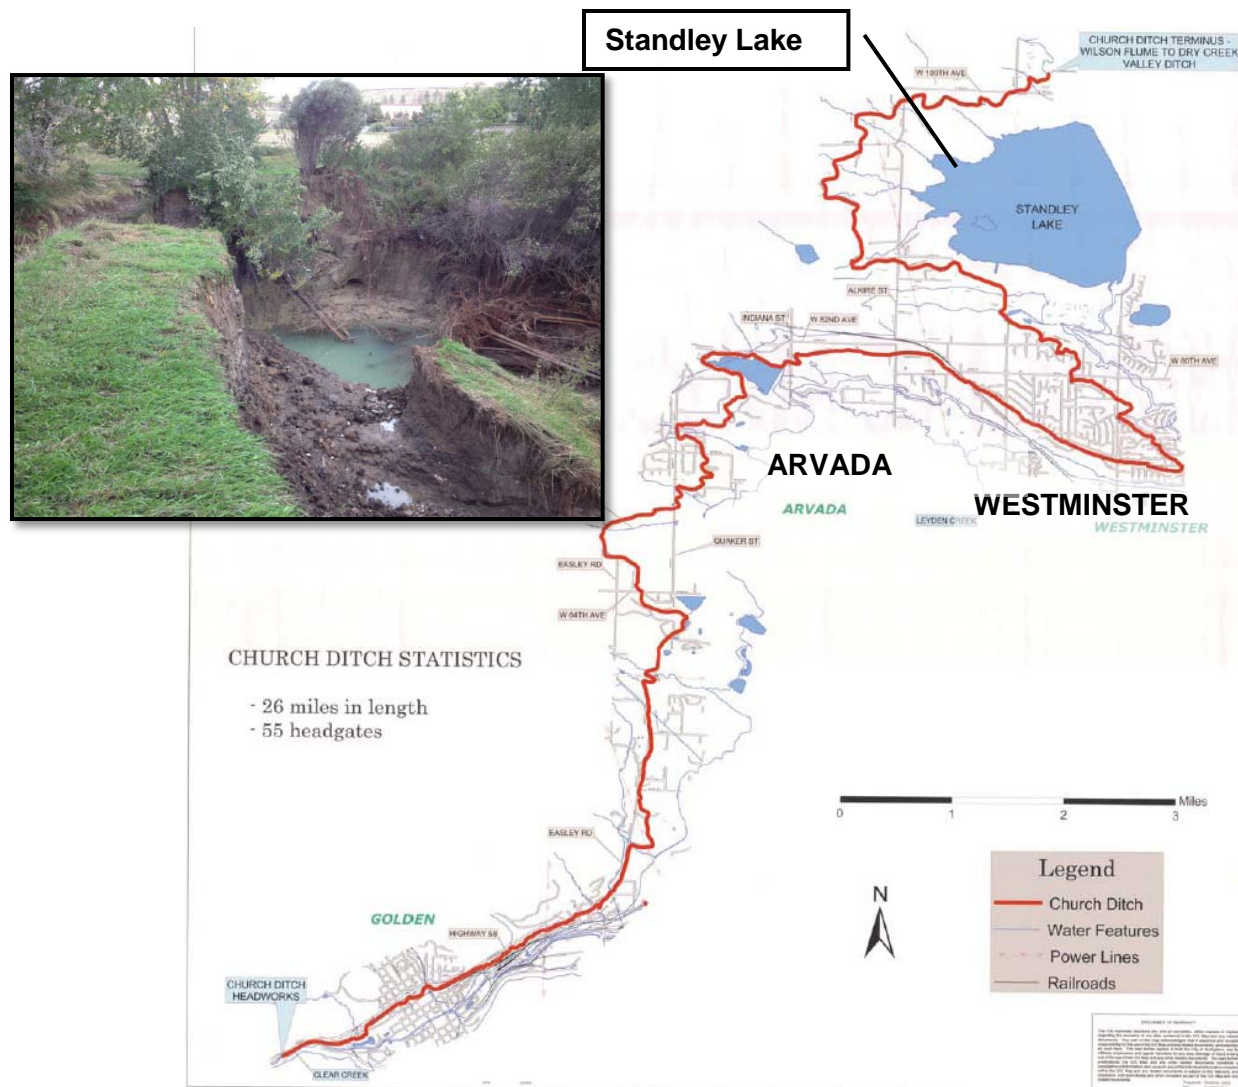 Standley Lake
CHURCH DITCH TERMINUS -
WILSON FLUME TO DRY CREEK
VALLEY DITCH
W 100TH AVE
STANDLEY
LAKE
ALKIRE ST
INDIANA ST
W 82ND AVE
W 80TH AVE
ARVADA
WESTMINSTER
ARVADA
LEYDEN CREEK
WESTMINSTER
QUAKER ST
EASLEY RD
W 64TH AVE
CHURCH DITCH STATISTICS
- 26 miles in length
- 55 headgates
0 1 2 3 Miles
EASLEY RD
Legend
Church Ditch
Water Features
Power Lines
Railroads
N
GOLDEN
HIGHWAY 58
CHURCH DITCH
HEADWORKS
CLEAR CREEK